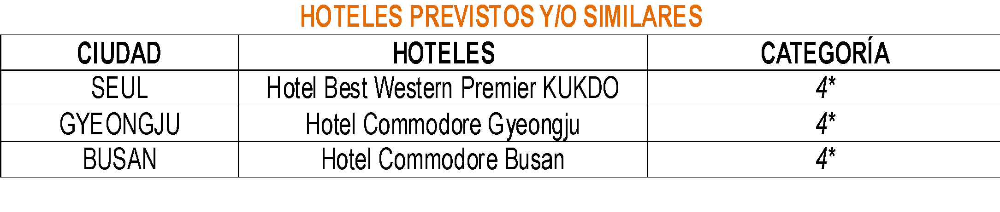 HOTELES PREVISTOS Y/O SIMILARES
CIUDAD HOTELES CATEGORÍA
SEUL Hotel Best Western Premier KUKDO 4*
GYEONGJU Hotel Commodore Gyeongju 4*
BUSAN Hotel Commodore Busan 4*